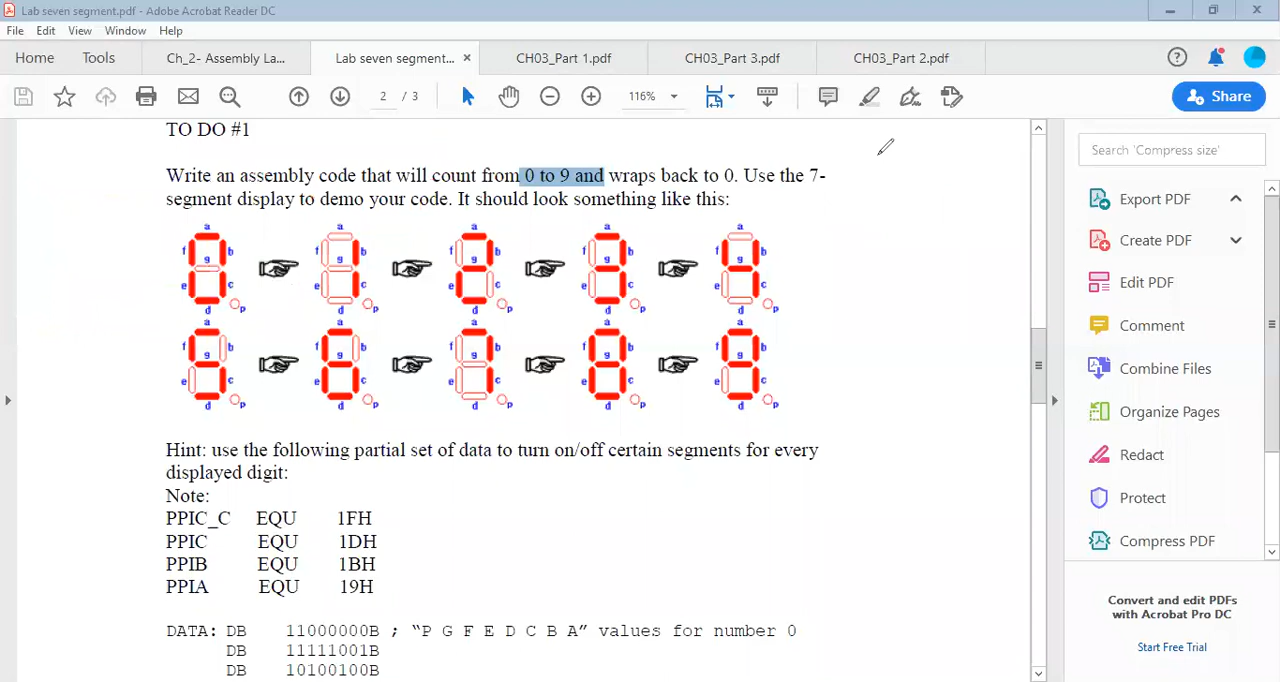 Lab seven segment.pdf - Adobe Acrobat Reader DC
File Edit View Window Help
Home Tools Ch_2- Assembly La... Lab seven segment... × CH03_Part 1.pdf CH03_Part 3.pdf CH03_Part 2.pdf
2 / 3 116% Share
TO DO #1
Write an assembly code that will count from 0 to 9 and wraps back to 0. Use the 7-
segment display to demo your code. It should look something like this:
a a a a a
f g b f g b f g b f g b f g b
e c p e c p e c p e c p e c p
d d d d d
a a a a a
f g b f g b f g b f g b f g b
e c p e c p e c p e c p e c p
d d d d d
Hint: use the following partial set of data to turn on/off certain segments for every
displayed digit:
Note:
PPIC_C EQU 1FH
PPIC EQU 1DH
PPIB EQU 1BH
PPIA EQU 19H
DATA: DB 11000000B ; “P G F E D C B A” values for number 0
DB 11111001B
DB 10100100B
Search 'Compress size'
Export PDF
Create PDF
Edit PDF
Comment
Combine Files
Organize Pages
Redact
Protect
Compress PDF
Convert and edit PDFs
with Acrobat Pro DC
Start Free Trial